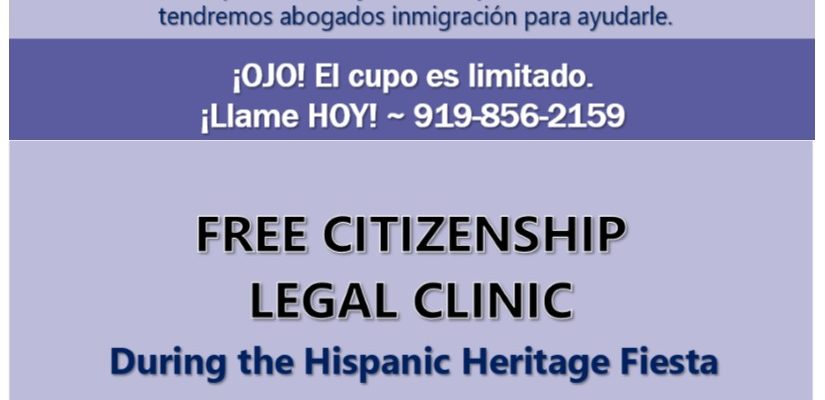 tendremos abogados inmigración para ayudarle.
¡OJO! El cupo es limitado.
¡Llame HOY! ~ 919-856-2159
FREE CITIZENSHIP
LEGAL CLINIC
During the Hispanic Heritage Fiesta